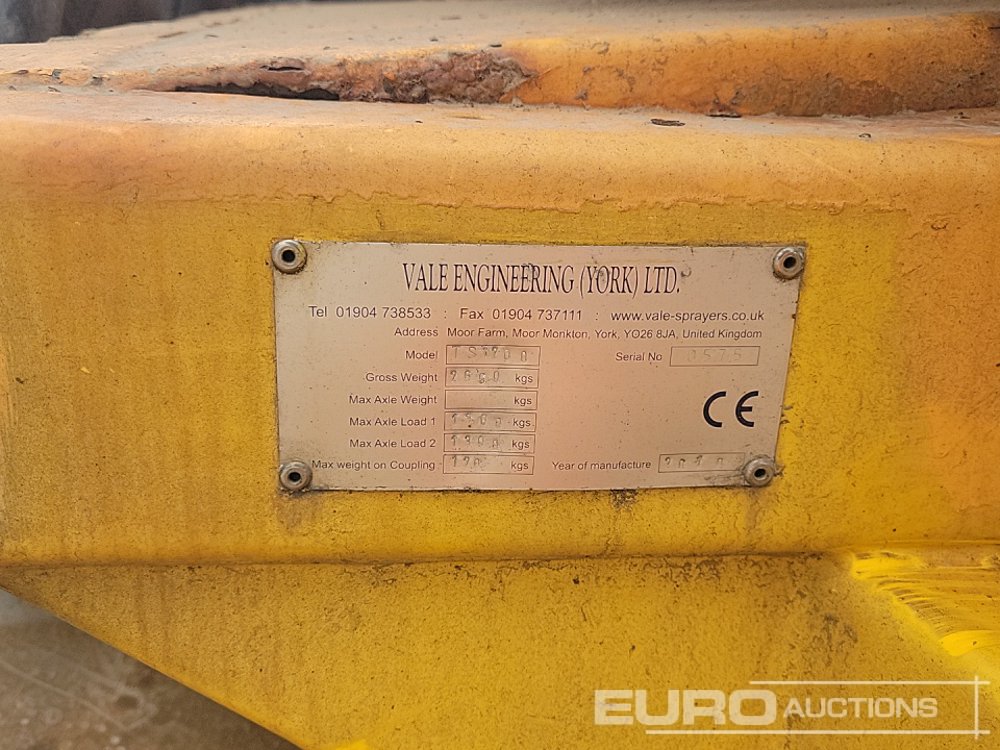 VALE ENGINEERING (YORK) LTD.
Tel 01904 738533 : Fax 01904 737111 : www.vale-sprayers.co.uk
Address Moor Farm, Moor Monkton, York, YO26 8JA, United Kingdom
Model Serial No
Gross Weight kgs
Max Axle Weight kgs
Max Axle Load 1 kgs
Max Axle Load 2 kgs
Max weight on Coupling kgs Year of manufacture 2010
CE
EURO AUCTIONS